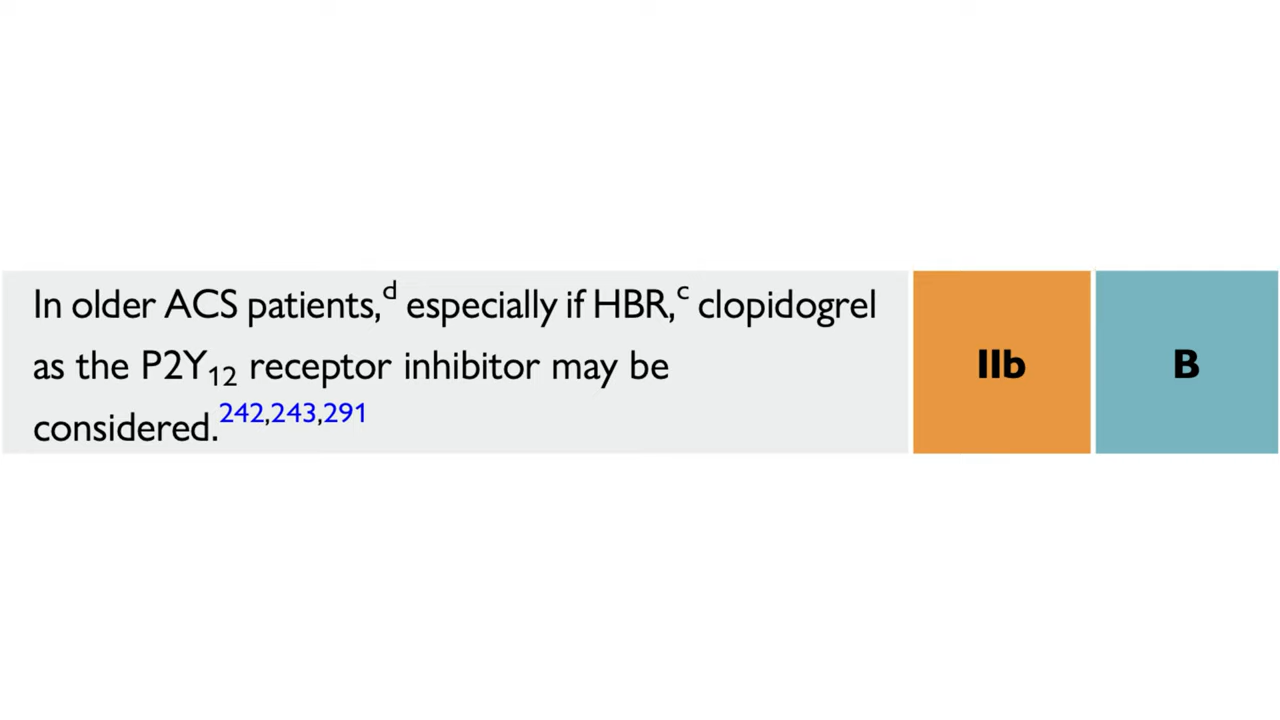 In older ACS patients,d especially if HBR,c clopidogrel
as the P2Y12 receptor inhibitor may be
considered.242,243,291
IIb
B